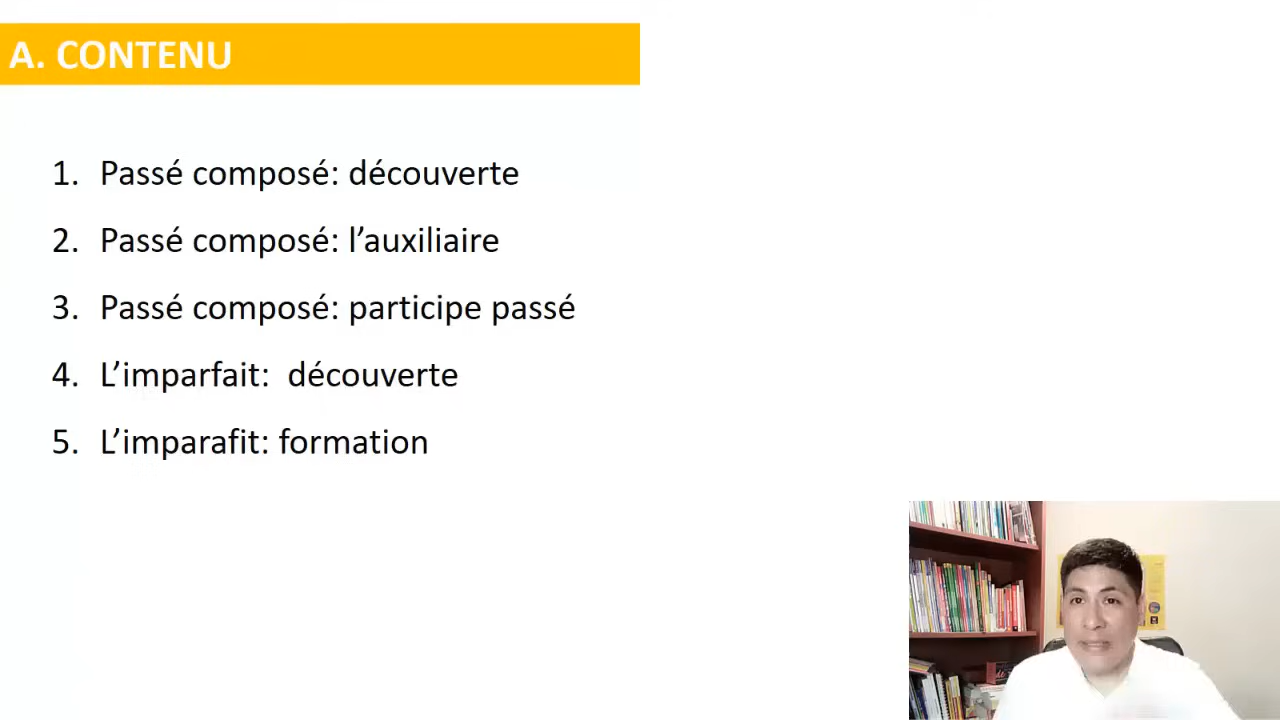 A. CONTENU
1. Passé composé: découverte
2. Passé composé: l’auxiliaire
3. Passé composé: participe passé
4. L’imparfait:  découverte
5. L’imparafit: formation